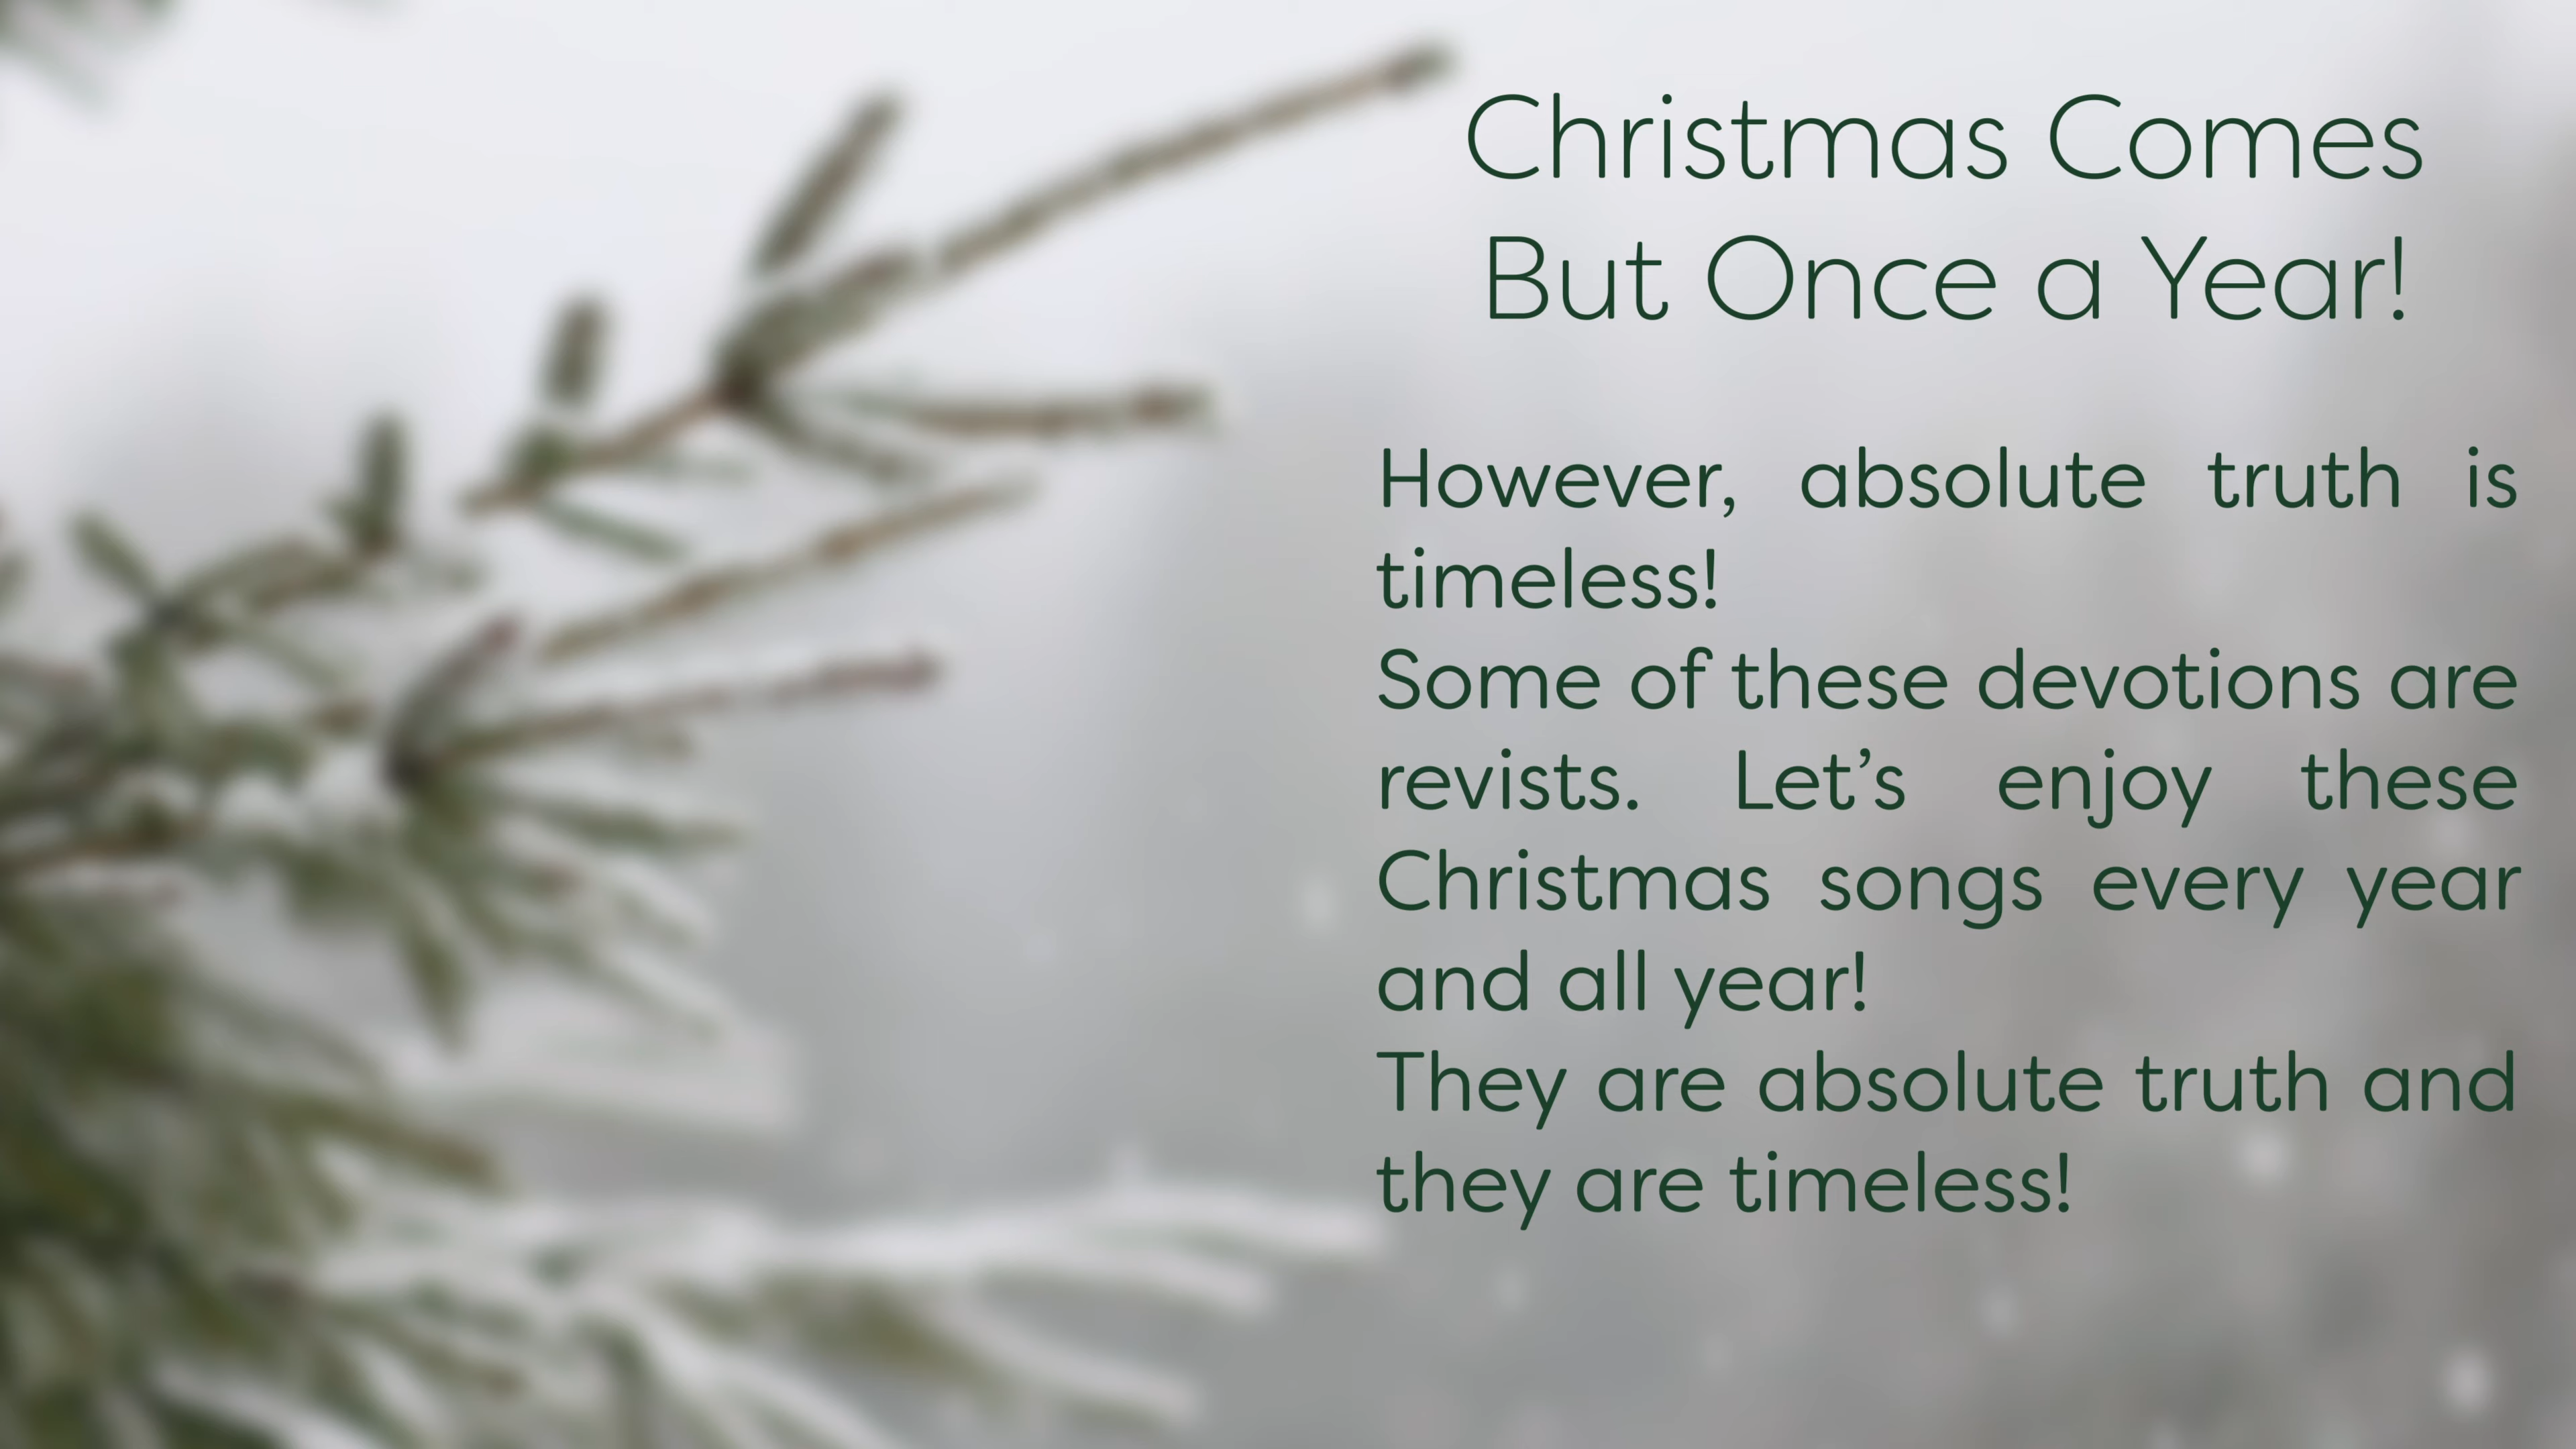 Christmas Comes
But Once a Year!
However, absolute truth is
timeless!
Some of these devotions are
revists. Let’s enjoy these
Christmas songs every year
and all year!
They are absolute truth and
they are timeless!